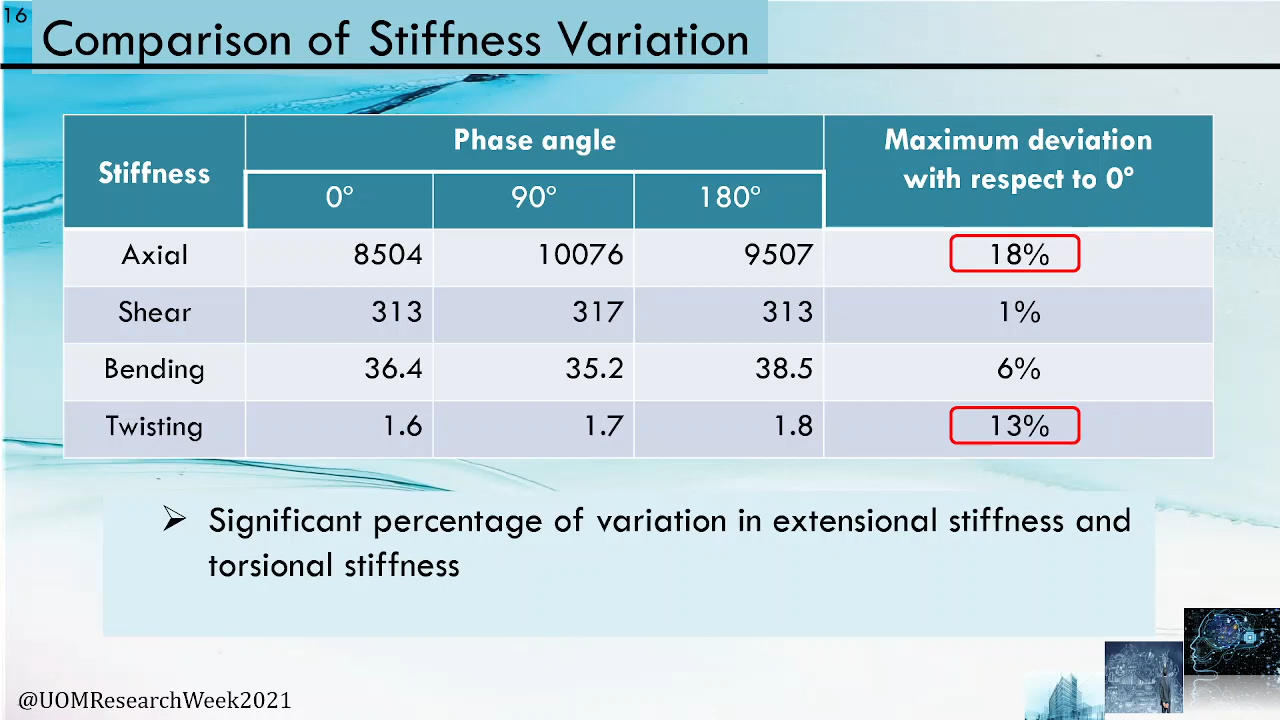 16
Comparison of Stiffness Variation
Stiffness
Phase angle
Maximum deviation
with respect to 0°
0° 90° 180°
Axial 8504 10076 9507 18%
Shear 313 317 313 1%
Bending 36.4 35.2 38.5 6%
Twisting 1.6 1.7 1.8 13%
➢ Significant percentage of variation in extensional stiffness and
torsional stiffness
@UOMResearchWeek2021